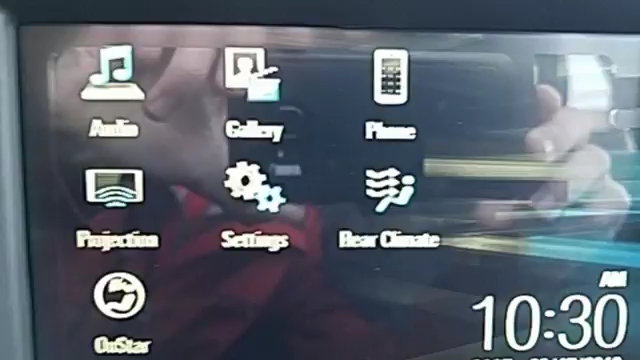 Audio Gallery Phone
Projection Settings Rear Climate
OnStar
AM
10:30